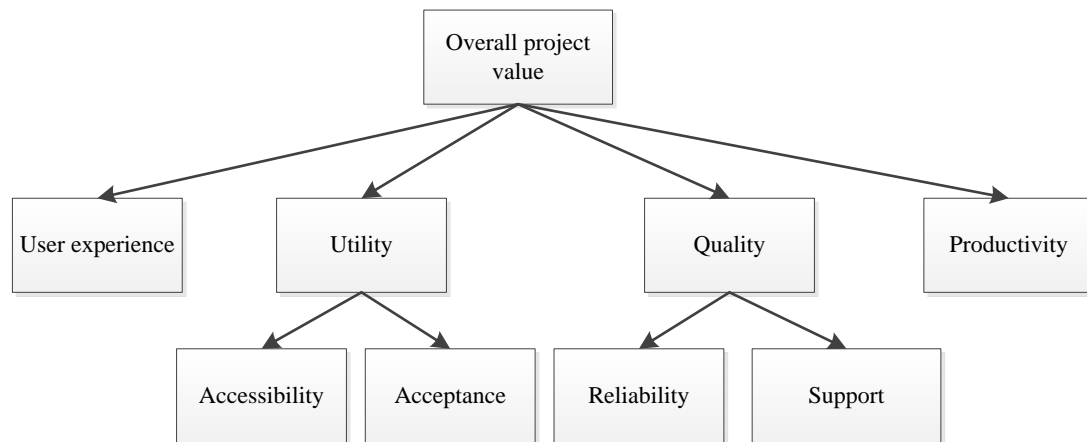 Overall project
value
User experience
Utility
Quality
Productivity
Accessibility
Acceptance
Reliability
Support